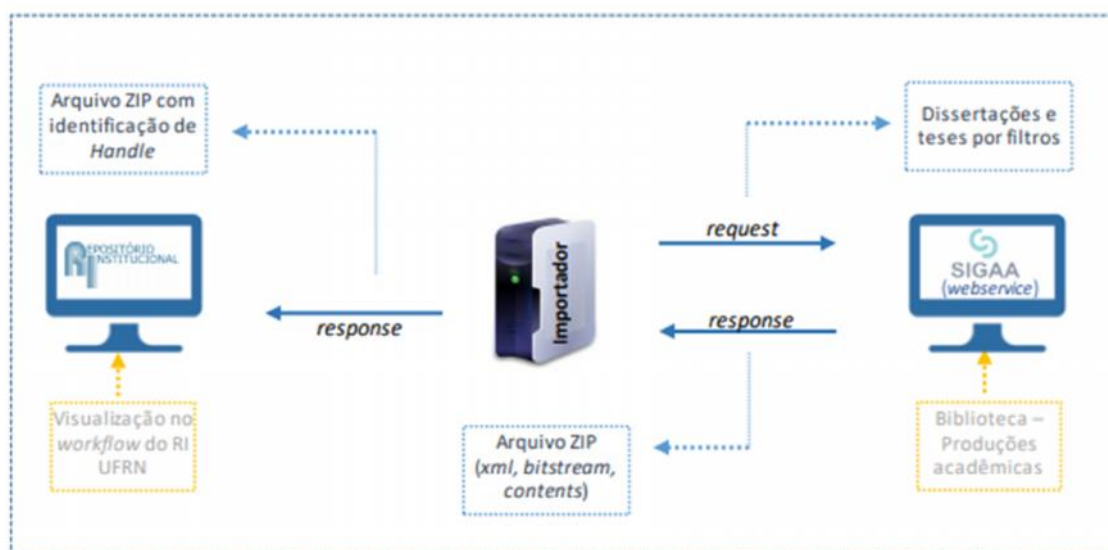 Arquivo ZIP com
identificação de
Handle
Dissertações e
teses por filtros
REPOSITÓRIO
INSTITUCIONAL
Importador
request
response
response
SIGAA
(webservice)
Visualização no
workflow do RI
UFRN
Arquivo ZIP
(xml, bitstream,
contents)
Biblioteca –
Produções
acadêmicas